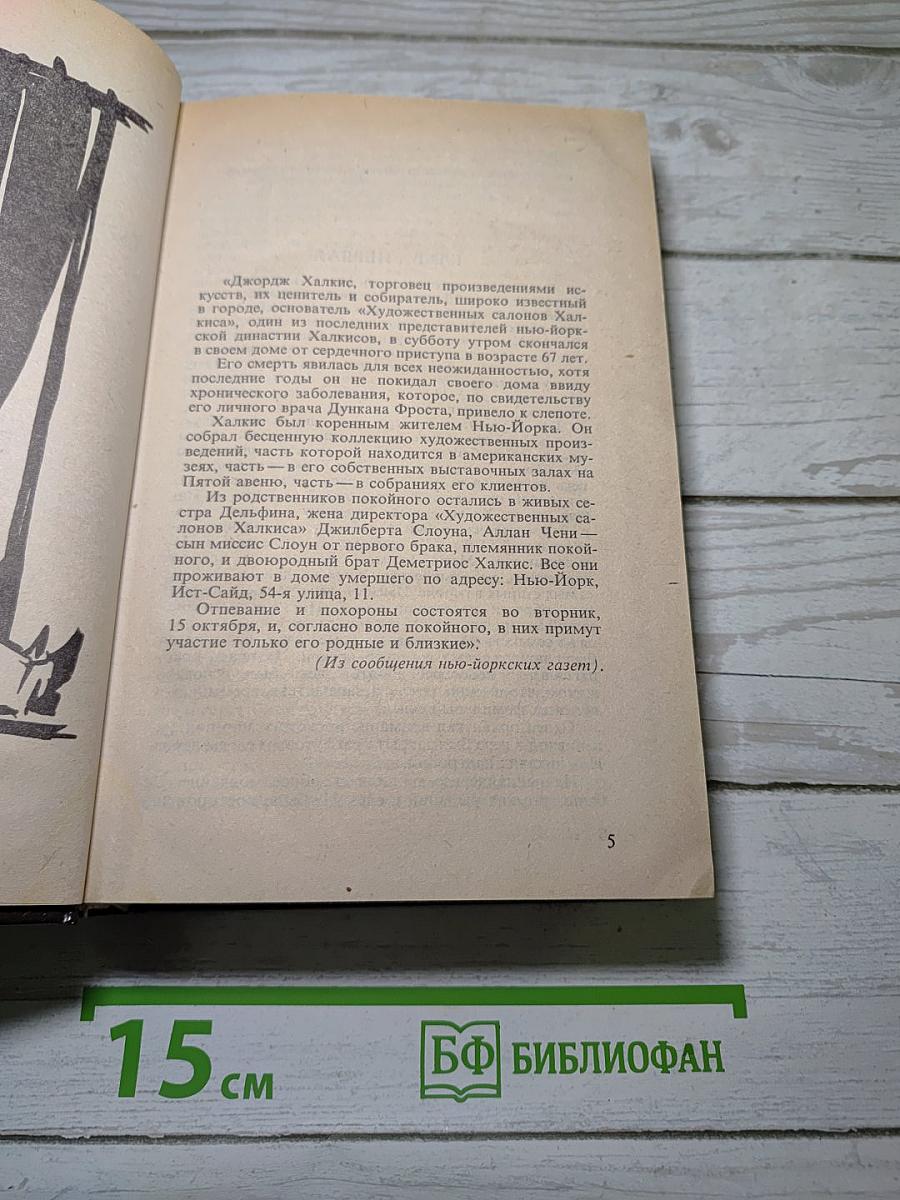 «Джордж Халкис, торговец произведениями ис-
кусств, их ценитель и собиратель, широко известный
в городе, основатель «Художественных салонов Хал-
киса», один из последних представителей нью-йорк-
ской династии Халкисов, в субботу утром скончался
в своем доме от сердечного приступа в возрасте 67 лет.
Его смерть явилась для всех неожиданностью, хотя
последние годы он не покидал своего дома ввиду
хронического заболевания, которое, по свидетельству
его личного врача Дункана Фроста, привело к слепоте.
Халкис был коренным жителем Нью-Йорка. Он
собрал бесценную коллекцию художественных произ-
ведений, часть которой находится в американских му-
зеях, часть — в его собственных выставочных залах на
Пятой авеню, часть — в собраниях его клиентов.
Из родственников покойного остались в живых се-
стра Дельфина, жена директора «Художественных са-
лонов Халкиса» Джилберта Слоуна, Аллан Чени —
сын миссис Слоун от первого брака, племянник покой-
ного, и двоюродный брат Деметриос Халкис. Все они
проживают в доме умершего по адресу: Нью-Йорк,
Ист-Сайд, 54-я улица, 11.
Отпевание и похороны состоятся во вторник,
15 октября, и, согласно воле покойного, в них примут
участие только его родные и близкие».
(Из сообщения нью-йоркских газет).
5
15 см
БФ БИБЛИОФАН